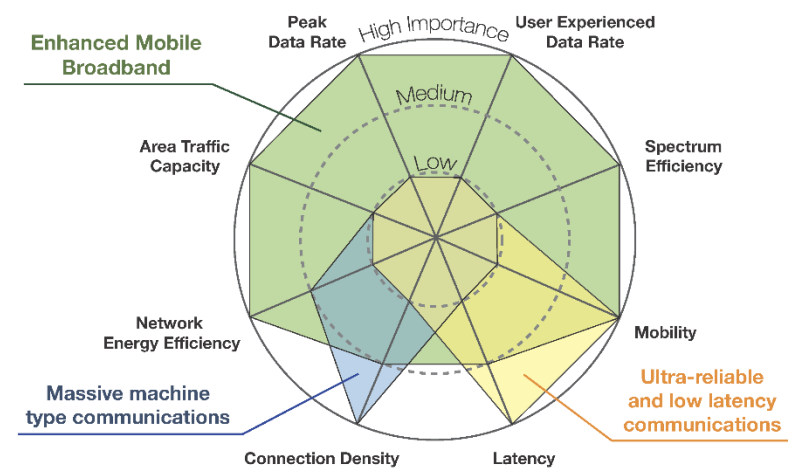 Peak
Data Rate
High Importance
User Experienced
Data Rate
Enhanced Mobile
Broadband
Medium
Area Traffic
Capacity
Low
Spectrum
Efficiency
Network
Energy Efficiency
Mobility
Massive machine
type communications
Ultra-reliable
and low latency
communications
Connection Density
Latency